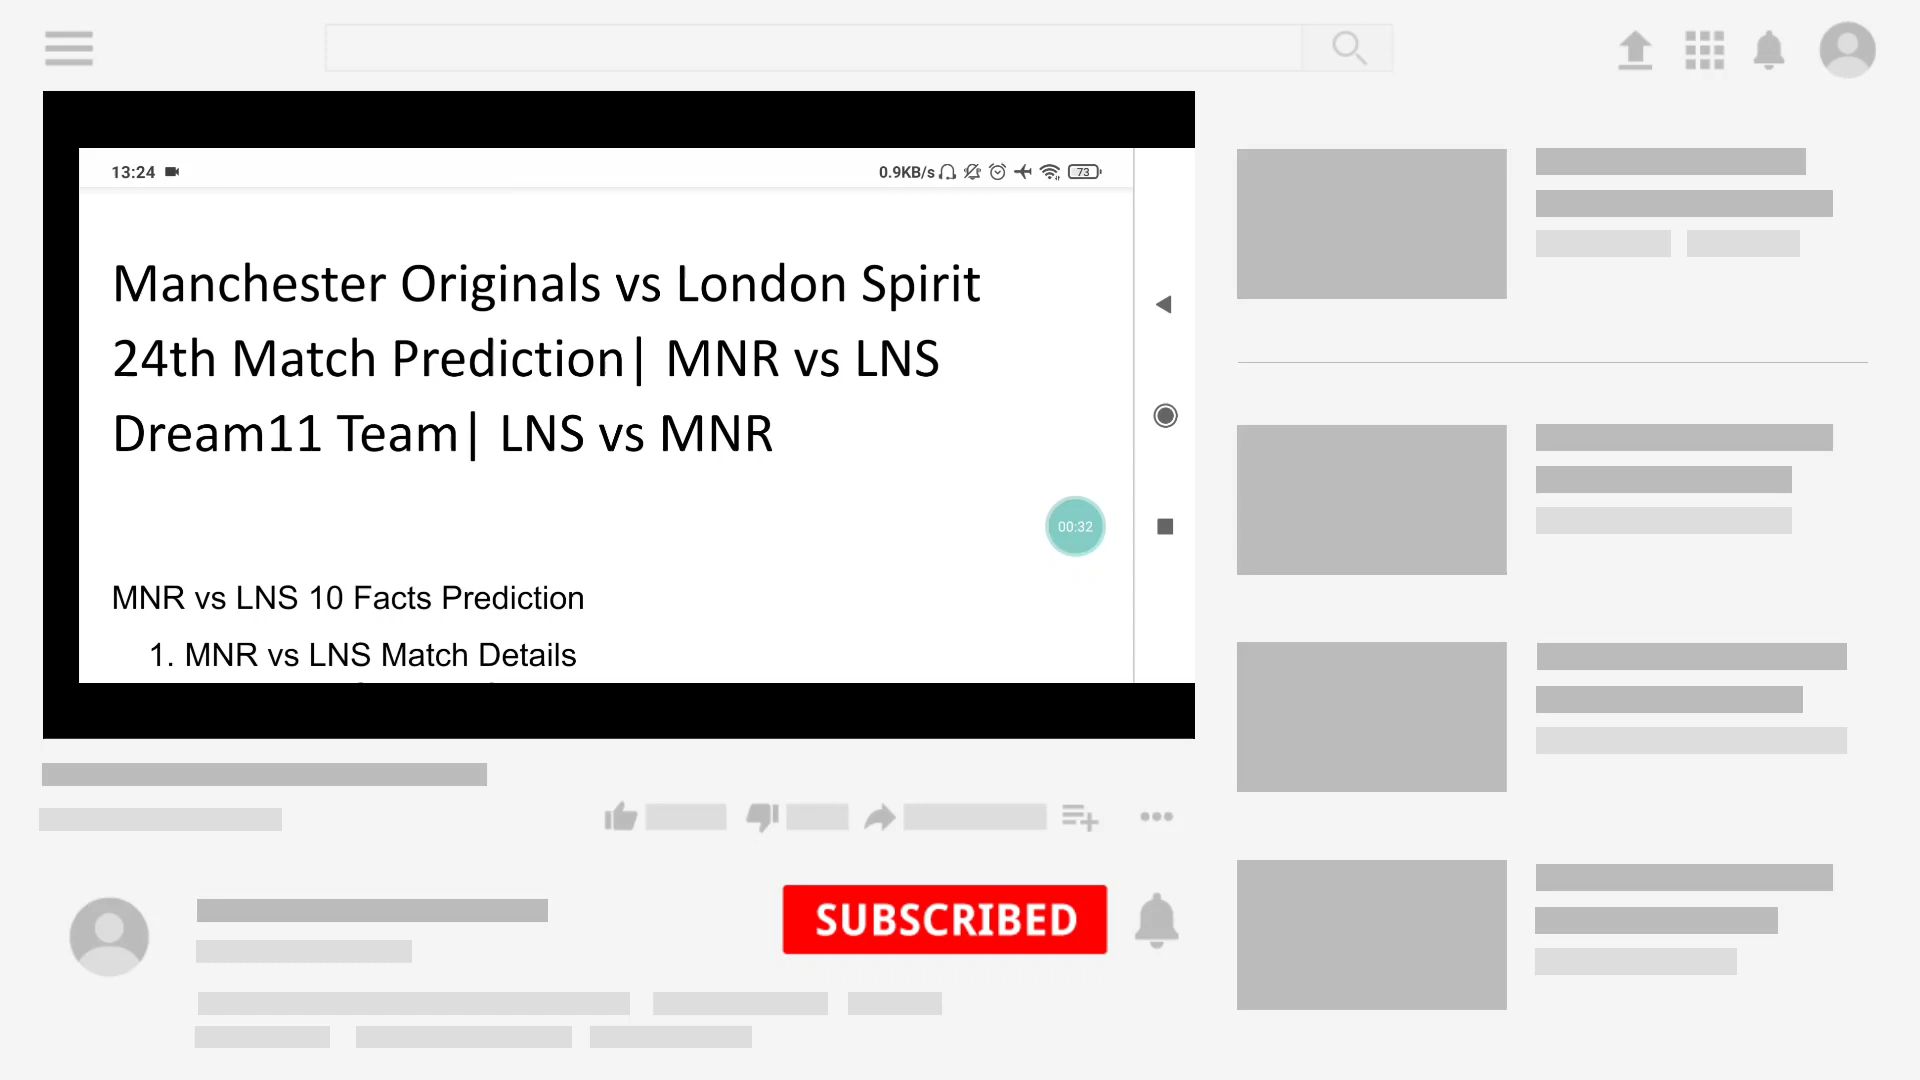 13:24
0.9KB/s
73
Manchester Originals vs London Spirit
24th Match Prediction| MNR vs LNS
Dream11 Team| LNS vs MNR
00:32
MNR vs LNS 10 Facts Prediction
1. MNR vs LNS Match Details
SUBSCRIBED